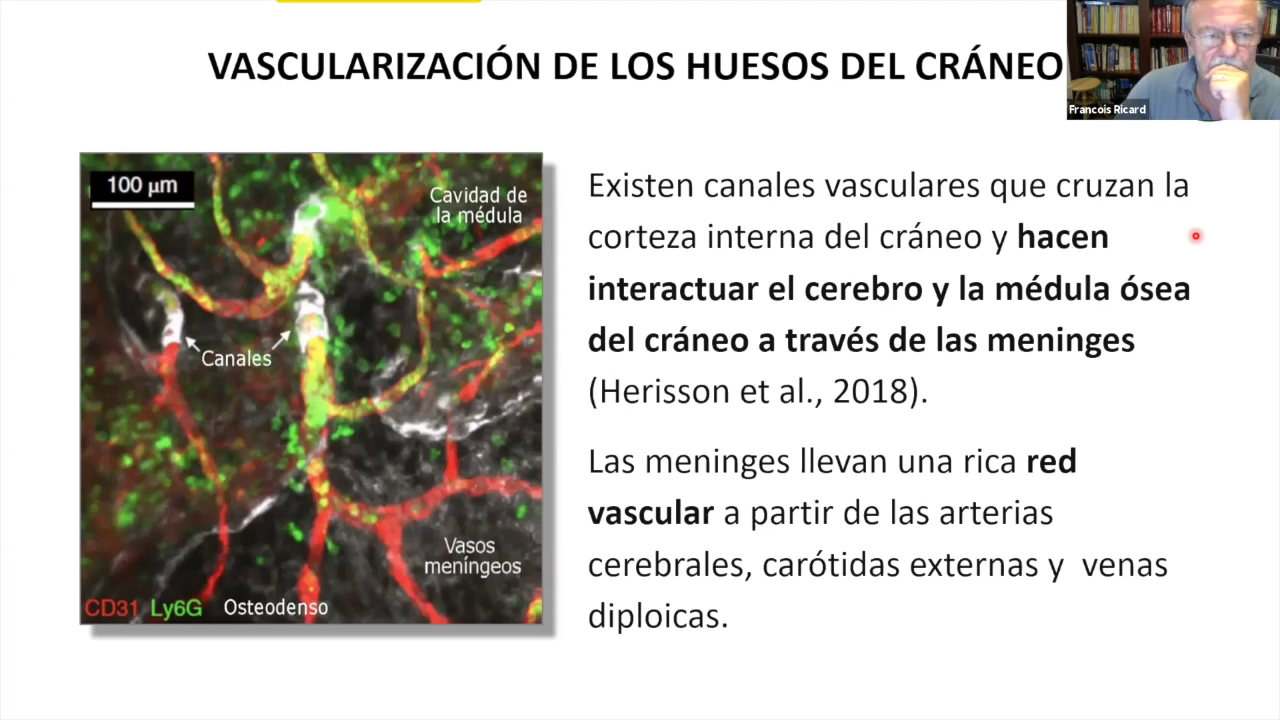 VASCULARIZACIÓN DE LOS HUESOS DEL CRÁNEO
Francois Ricard
100 µm
Cavidad de
la médula
Canales
Vasos
meníngeos
CD31 Ly6G Osteodenso
Existen canales vasculares que cruzan la
corteza interna del cráneo y hacen
interactuar el cerebro y la médula ósea
del cráneo a través de las meninges
(Herisson et al., 2018).
Las meninges llevan una rica red
vascular a partir de las arterias
cerebrales, carótidas externas y venas
diploicas.